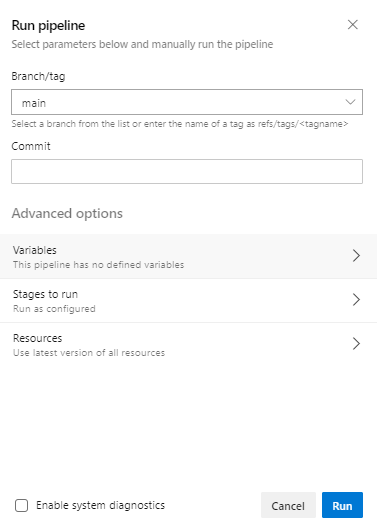 Run pipeline
Select parameters below and manually run the pipeline
Branch/tag
main
Select a branch from the list or enter the name of a tag as refs/tags/<tagname>
Commit
Advanced options
Variables
This pipeline has no defined variables
Stages to run
Run as configured
Resources
Use latest version of all resources
Enable system diagnostics
Cancel
Run